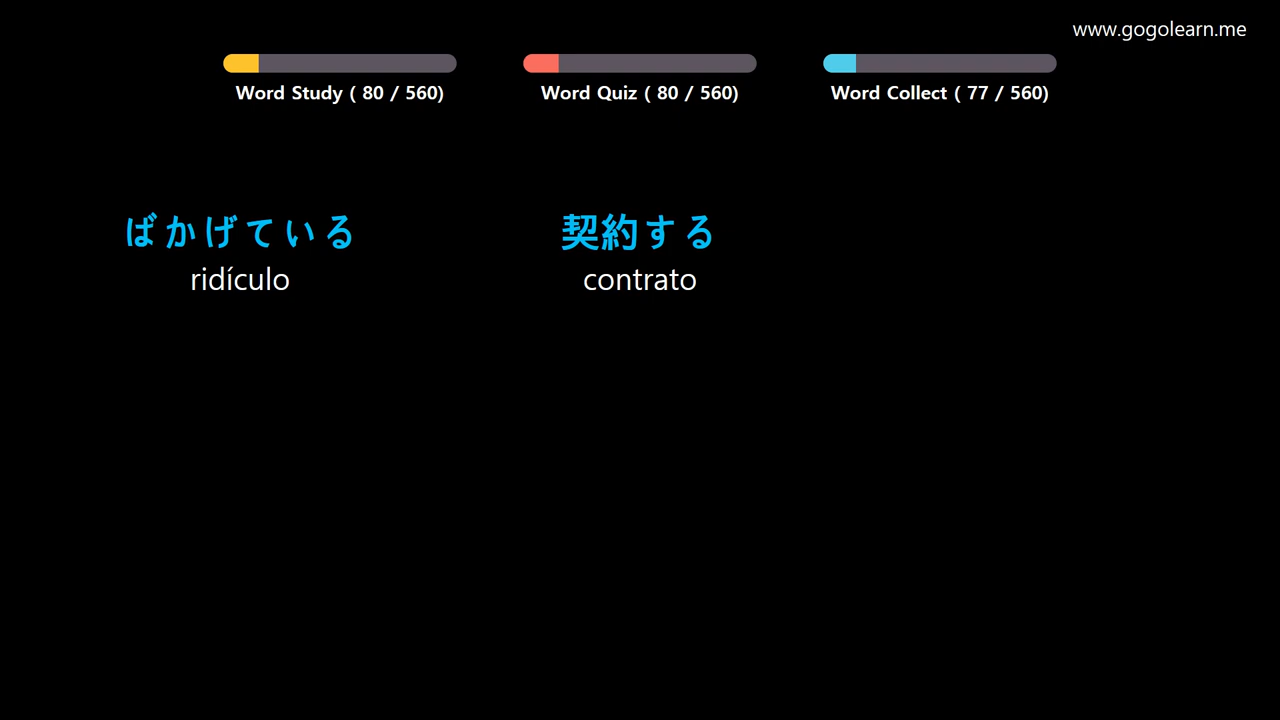 www.gogolearn.me
Word Study ( 80 / 560)
Word Quiz ( 80 / 560)
Word Collect ( 77 / 560)
ばかげている
ridículo
契約する
contrato